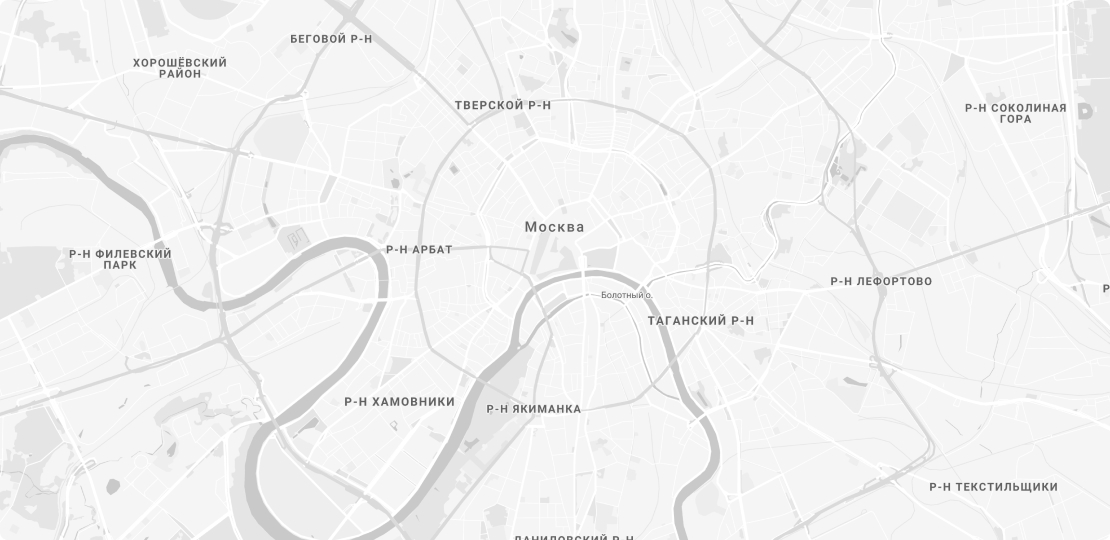 БЕГОВОЙ Р-Н
ХОРОШЁВСКИЙ
РАЙОН
ТВЕРСКОЙ Р-Н
Р-Н СОКОЛИНАЯ
ГОРА
Москва
Р-Н АРБАТ
Р-Н ФИЛЕВСКИЙ
ПАРК
Р-Н ЛЕФОРТОВО
Болотный о.
ТАГАНСКИЙ Р-Н
Р-Н ХАМОВНИКИ
Р-Н ЯКИМАНКА
Р-Н ТЕКСТИЛЬЩИКИ
ДАНИЛОВСКИЙ Р-Н